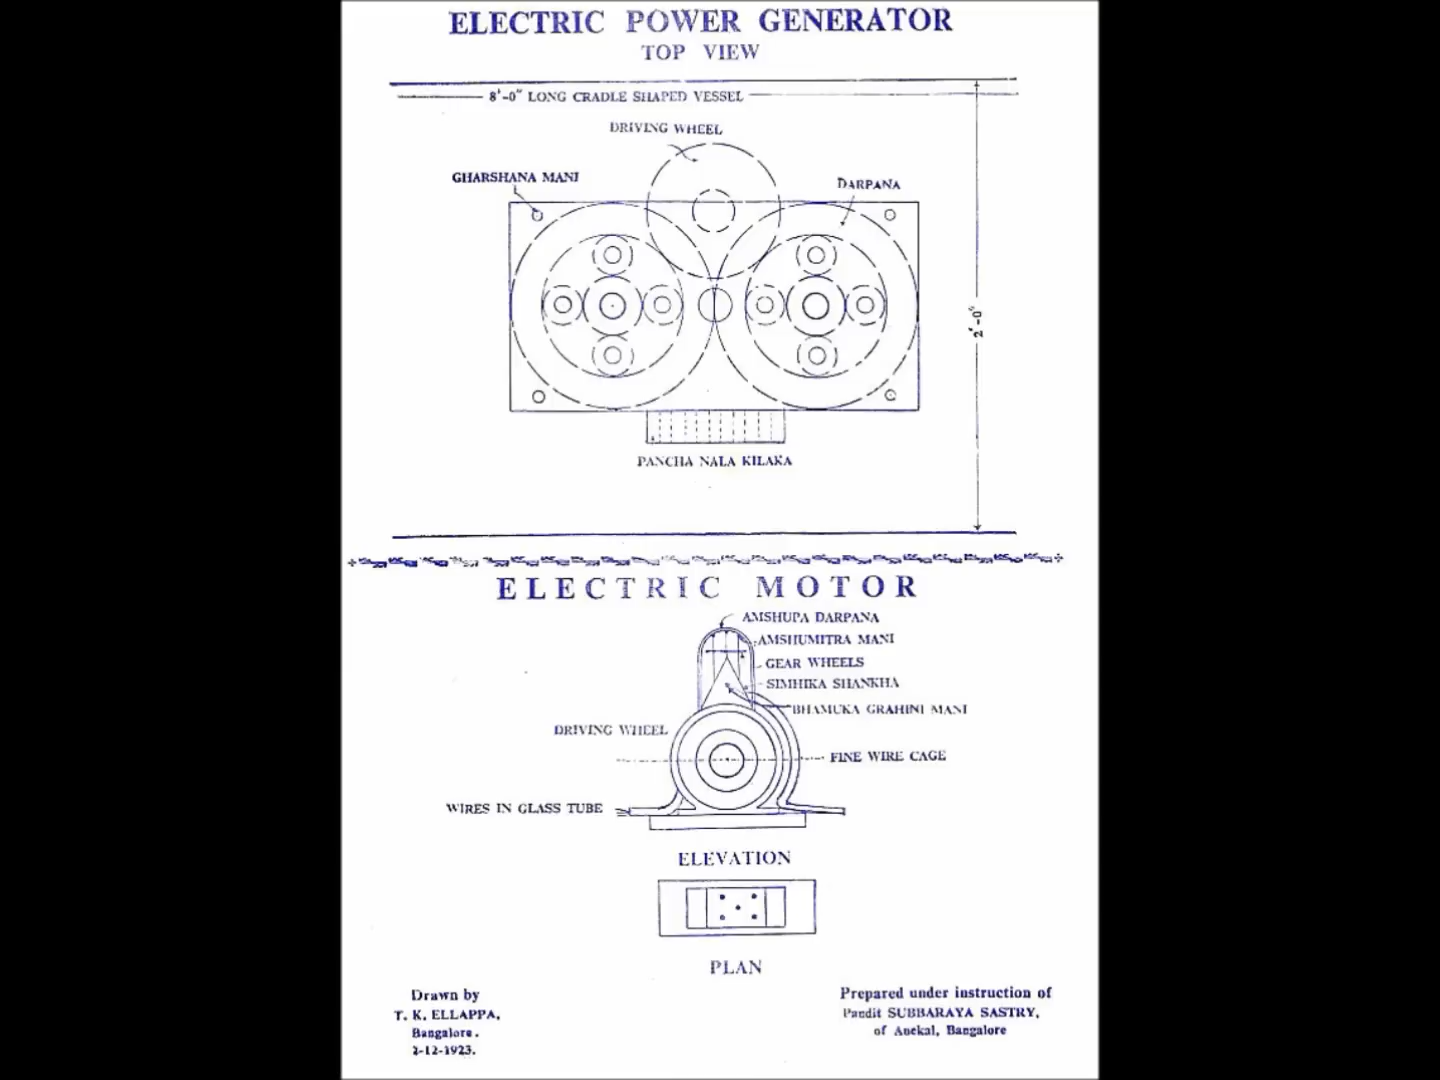 ELECTRIC POWER GENERATOR
TOP VIEW
8'-0" LONG CRADLE SHAPED VESSEL
DRIVING WHEEL
GHARSHANA MANI
DARPANA
2'-0"
PANCHA NALA KILAKA
ELECTRIC MOTOR
AMSHUPA DARPANA
AMSHUMITRA MANI
GEAR WHEELS
SIMHIKA SHANKHA
BHAMUKA GRAHINI MANI
DRIVING WHEEL
FINE WIRE CAGE
WIRES IN GLASS TUBE
ELEVATION
PLAN
Drawn by
T. K. ELLAPPA,
Bangalore.
2-12-1923.
Prepared under instruction of
Pandit SUBBARAYA SASTRY,
of Anekal, Bangalore